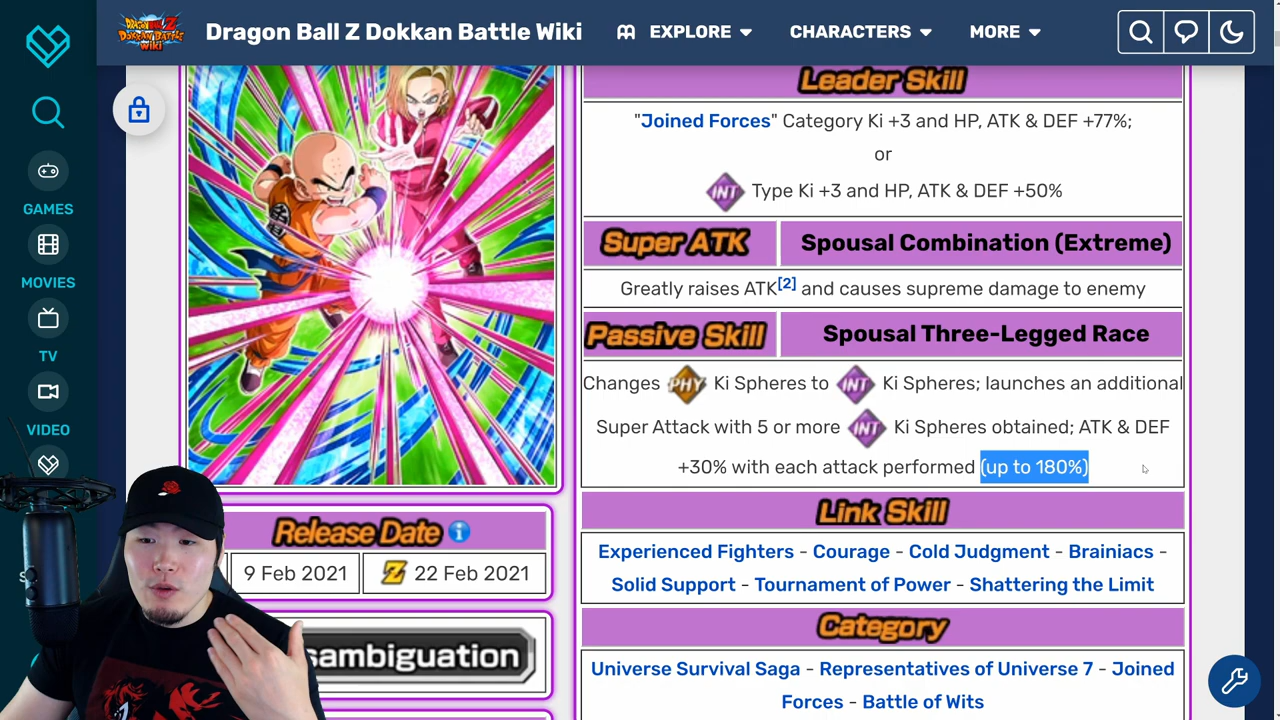 DRAGON BALL Z DOKKAN BATTLE Wiki
Dragon Ball Z Dokkan Battle Wiki
EXPLORE
CHARACTERS
MORE
GAMES
MOVIES
TV
VIDEO
Leader Skill
"Joined Forces" Category Ki +3 and HP, ATK & DEF +77%;
or
INT Type Ki +3 and HP, ATK & DEF +50%
Super ATK
Spousal Combination (Extreme)
Greatly raises ATK[2] and causes supreme damage to enemy
Passive Skill
Spousal Three-Legged Race
Changes PHY Ki Spheres to INT Ki Spheres; launches an additional
Super Attack with 5 or more INT Ki Spheres obtained; ATK & DEF
+30% with each attack performed (up to 180%)
Release Date
9 Feb 2021
Z 22 Feb 2021
sambiguation
Link Skill
Experienced Fighters - Courage - Cold Judgment - Brainiacs -
Solid Support - Tournament of Power - Shattering the Limit
Category
Universe Survival Saga - Representatives of Universe 7 - Joined
Forces - Battle of Wits